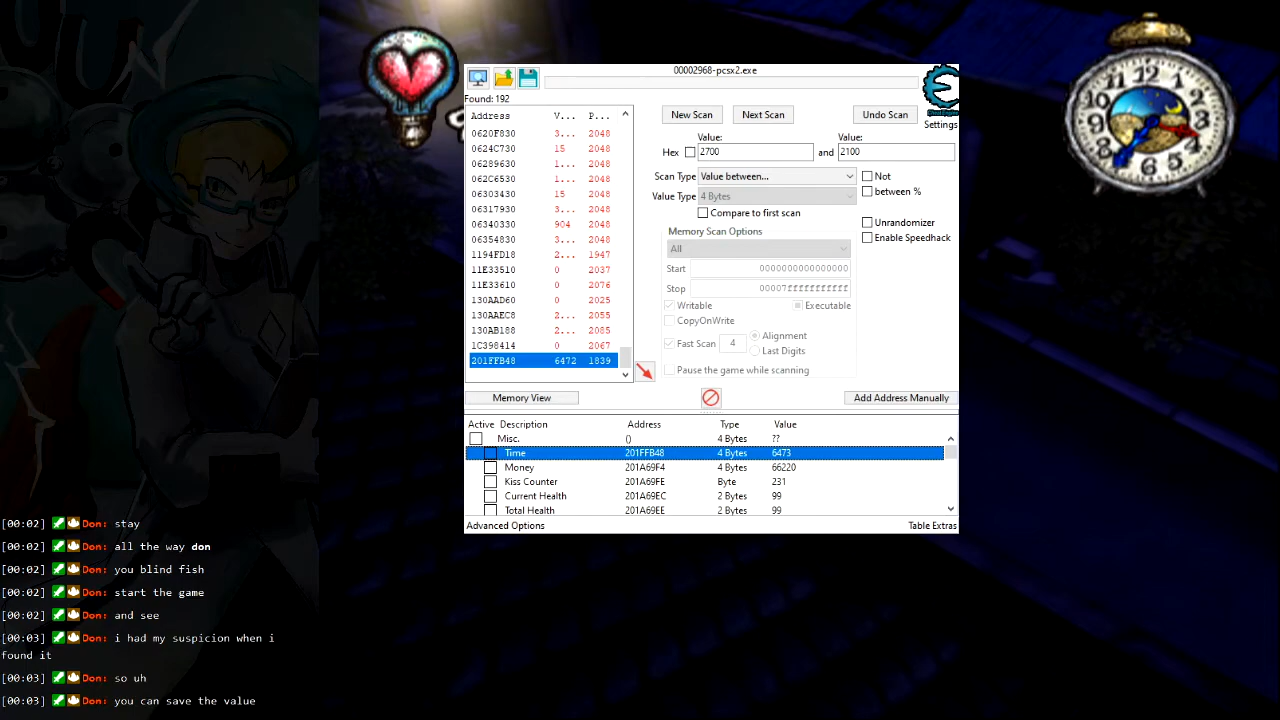 00002968-pcsx2.exe
Found: 192
Settings
Address V... P...
0620F830 3... 2048
0624C730 15 2048
06289630 1... 2048
062C6530 1... 2048
06303430 15 2048
06317930 3... 2048
06340330 904 2048
06354830 3... 2048
1194FD18 2... 1947
11E33510 0 2037
11E33610 0 2076
130AAD60 0 2025
130AAEC8 2... 2055
130AB188 2... 2085
1C398414 0 2067
201FFB48 6472 1839
New Scan Next Scan Undo Scan
Value: Value:
Hex 2700 and 2100
Scan Type Value between... Not
Value Type 4 Bytes between %
Compare to first scan
Unrandomizer
Enable Speedhack
Memory Scan Options
All
Start 0000000000000000
Stop 00007fffffffffff
Writable Executable
CopyOnWrite
Fast Scan 4 Alignment
Last Digits
Pause the game while scanning
Memory View Add Address Manually
Active Description Address Type Value
Misc. () 4 Bytes ??
Time 201FFB48 4 Bytes 6473
Money 201A69F4 4 Bytes 66220
Kiss Counter 201A69FE Byte 231
Current Health 201A69EC 2 Bytes 99
Total Health 201A69EE 2 Bytes 99
Advanced Options Table Extras
[00:02] Don: stay
[00:02] Don: all the way don
[00:02] Don: you blind fish
[00:02] Don: start the game
[00:02] Don: and see
[00:03] Don: i had my suspicion when i
found it
[00:03] Don: so uh
[00:03] Don: you can save the value